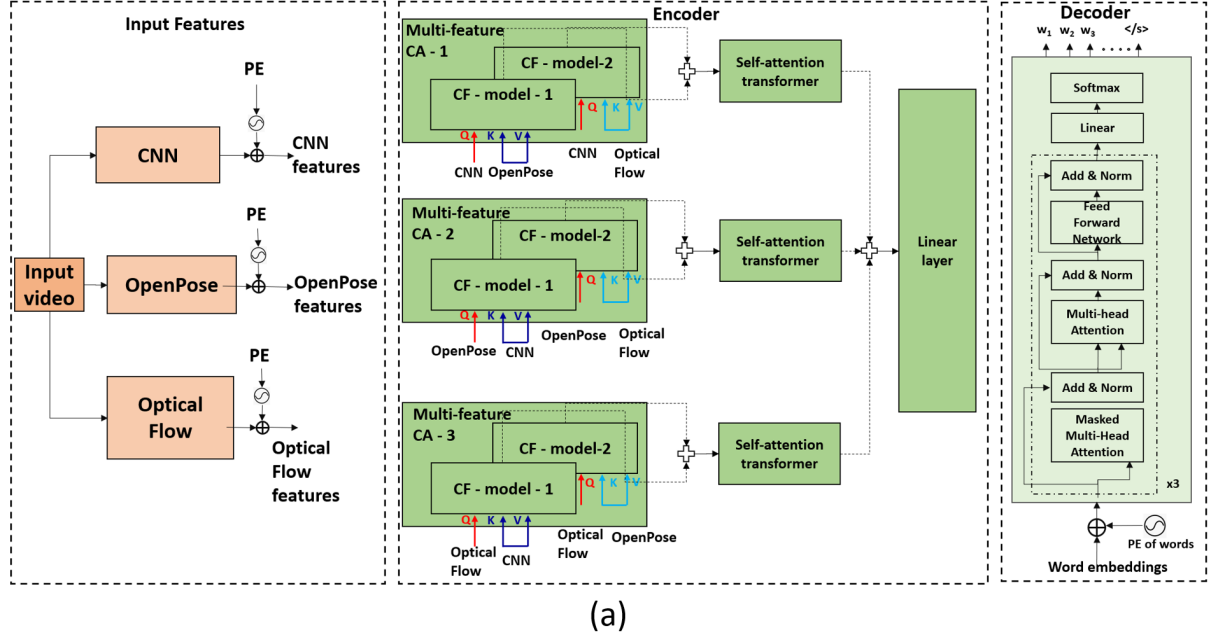 Input Features
PE
CNN
CNN
features
PE
Input
video
OpenPose
OpenPose
features
PE
Optical
Flow
Optical
Flow
features
Encoder
Multi-feature
CA - 1
CF - model-2
CF - model - 1
Q K V
Q K V
CNN
OpenPose
CNN
Optical
Flow
Self-attention
transformer
Multi-feature
CA - 2
CF - model-2
CF - model - 1
Q K V
Q K V
OpenPose
CNN
OpenPose
Optical
Flow
Self-attention
transformer
Multi-feature
CA - 3
CF - model-2
CF - model - 1
Q K V
Q K V
Optical
Flow
CNN
Optical
Flow
OpenPose
Self-attention
transformer
Linear
layer
Decoder
w1 w2 w3 ..... </s>
Softmax
Linear
Add & Norm
Feed
Forward
Network
Add & Norm
Multi-head
Attention
Add & Norm
Masked
Multi-Head
Attention
x3
PE of words
Word embeddings
(a)